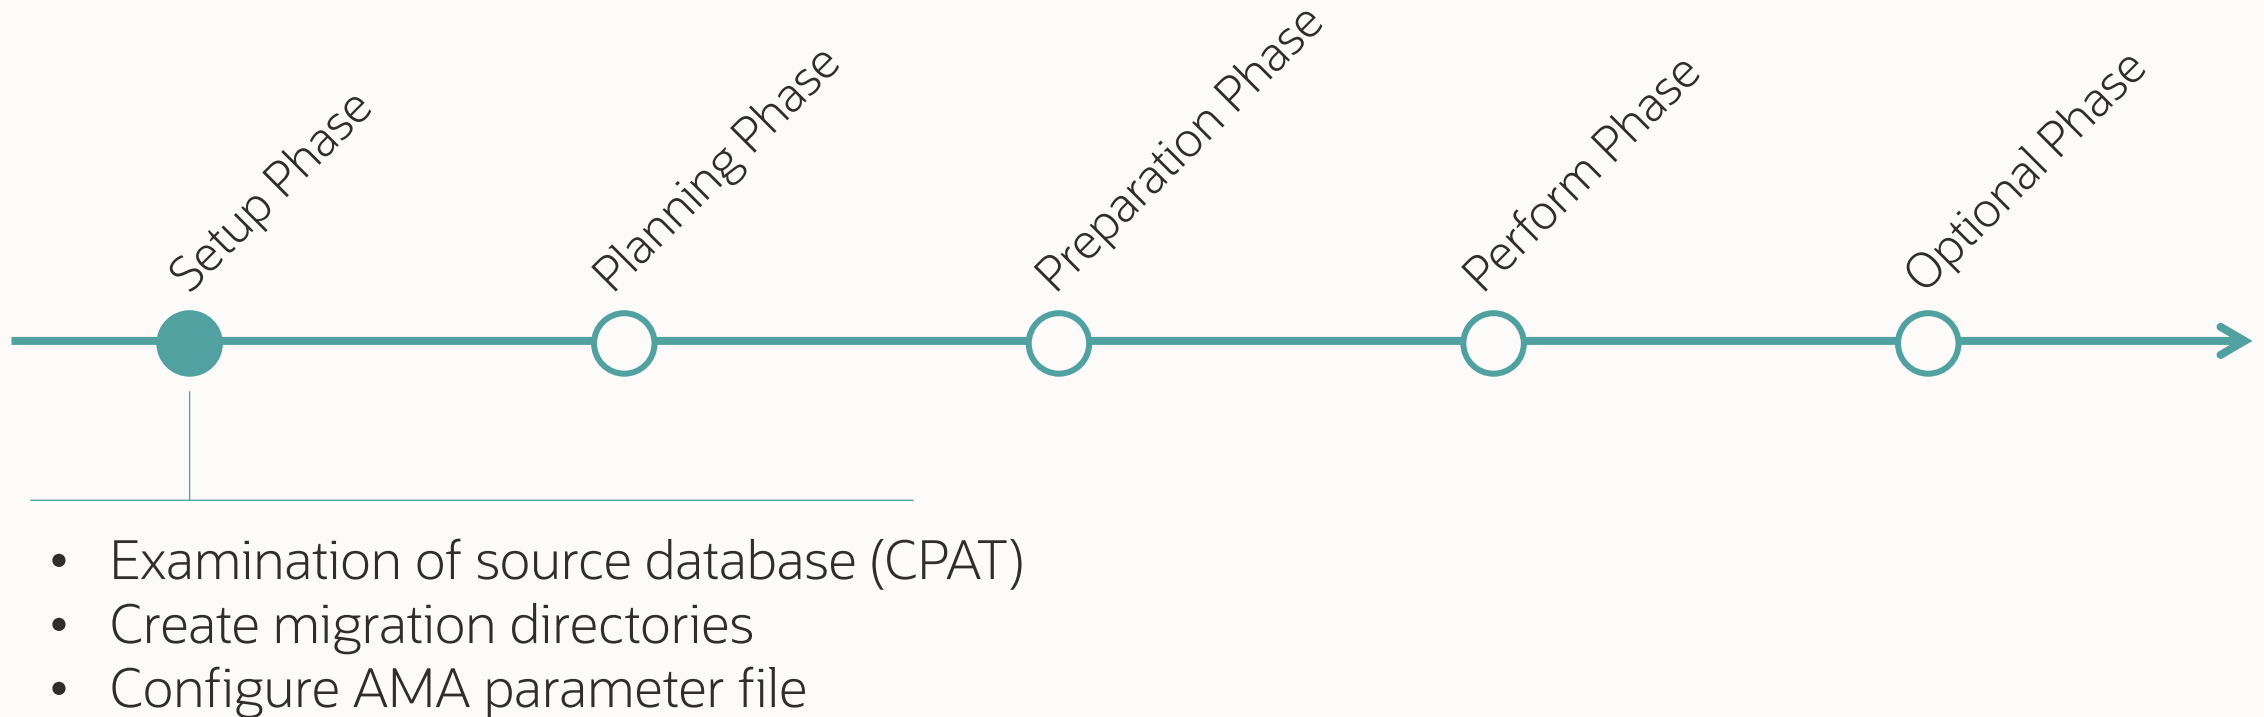 Setup Phase
Planning Phase
Preparation Phase
Perform Phase
Optional Phase
• Examination of source database (CPAT)
• Create migration directories
• Configure AMA parameter file